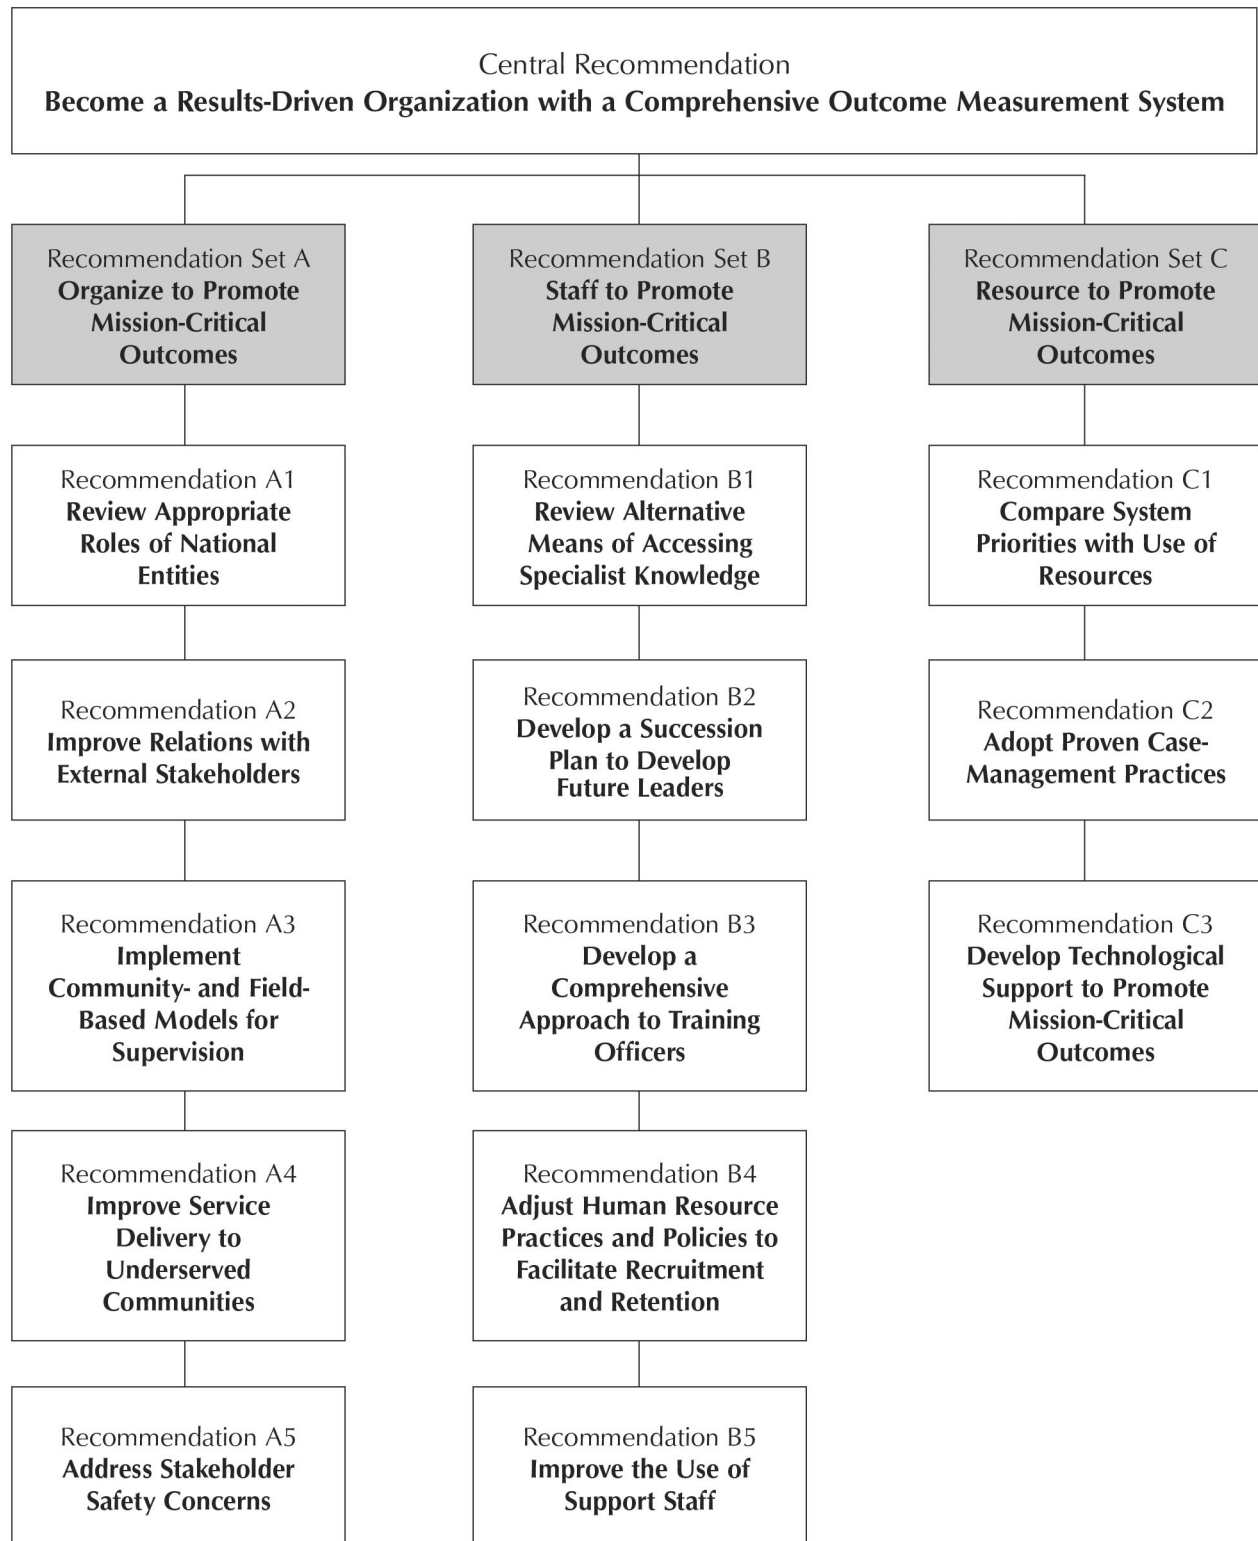 Central Recommendation
Become a Results-Driven Organization with a Comprehensive Outcome Measurement System
Recommendation Set A
Organize to Promote
Mission-Critical
Outcomes
Recommendation A1
Review Appropriate
Roles of National
Entities
Recommendation A2
Improve Relations with
External Stakeholders
Recommendation A3
Implement
Community- and Field-
Based Models for
Supervision
Recommendation A4
Improve Service
Delivery to
Underserved
Communities
Recommendation A5
Address Stakeholder
Safety Concerns
Recommendation Set B
Staff to Promote
Mission-Critical
Outcomes
Recommendation B1
Review Alternative
Means of Accessing
Specialist Knowledge
Recommendation B2
Develop a Succession
Plan to Develop
Future Leaders
Recommendation B3
Develop a
Comprehensive
Approach to Training
Officers
Recommendation B4
Adjust Human Resource
Practices and Policies to
Facilitate Recruitment
and Retention
Recommendation B5
Improve the Use of
Support Staff
Recommendation Set C
Resource to Promote
Mission-Critical
Outcomes
Recommendation C1
Compare System
Priorities with Use of
Resources
Recommendation C2
Adopt Proven Case-
Management Practices
Recommendation C3
Develop Technological
Support to Promote
Mission-Critical
Outcomes